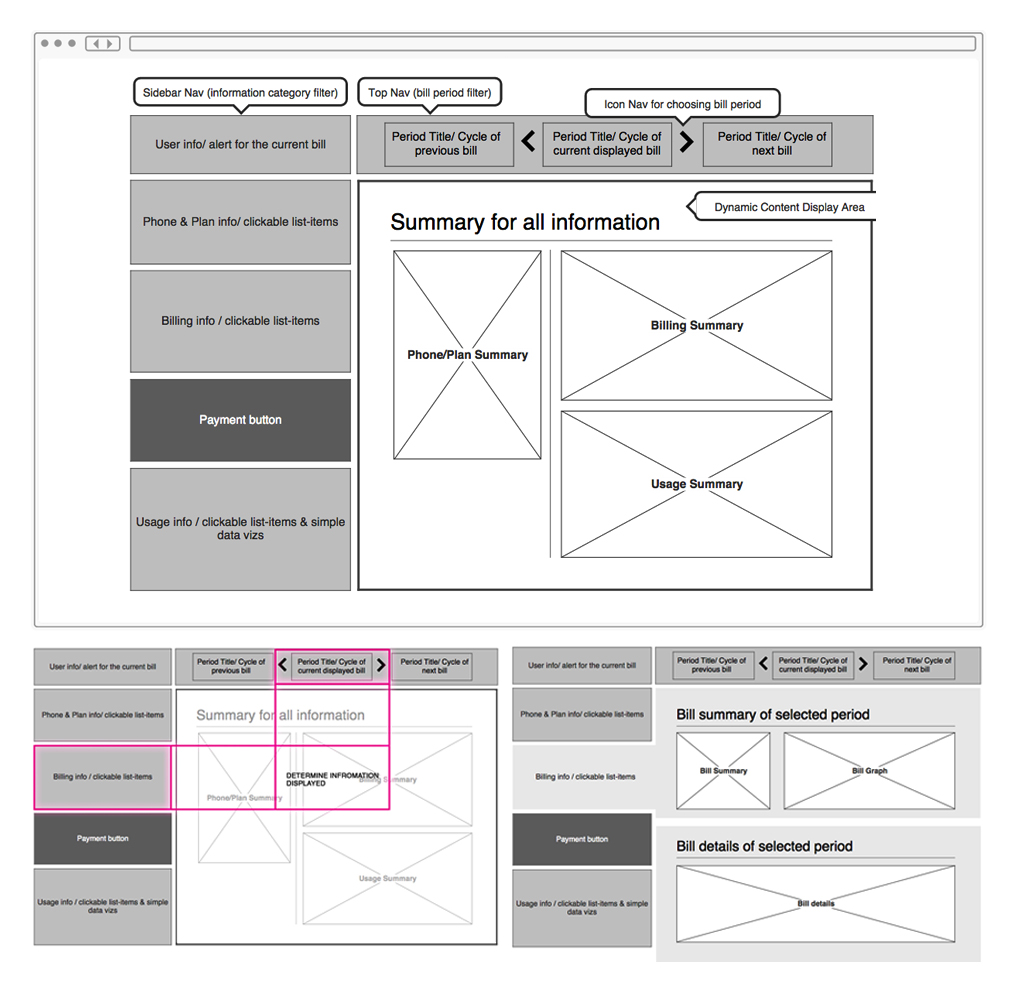 Sidebar Nav (information category filter)
Top Nav (bill period filter)
Icon Nav for choosing bill period
User info/ alert for the current bill
Period Title/ Cycle of
previous bill
Period Title/ Cycle of
current displayed bill
Period Title/ Cycle of
next bill
Dynamic Content Display Area
Phone & Plan info/ clickable list-items
Summary for all information
Billing info / clickable list-items
Phone/Plan Summary
Billing Summary
Payment button
Usage Summary
Usage info / clickable list-items & simple
data vizs
User info/ alert for the current bill
Period Title/ Cycle of
previous bill
Period Title/ Cycle of
current displayed bill
Period Title/ Cycle of
next bill
Phone & Plan info/ clickable list-items
Summary for all information
Billing info / clickable list-items
DETERMINE INFROMATION
DISPLAYED
Billing Summary
Phone/Plan Summary
Payment button
Usage Summary
Usage info / clickable list-items & simple
data vizs
User info/ alert for the current bill
Period Title/ Cycle of
previous bill
Period Title/ Cycle of
current displayed bill
Period Title/ Cycle of
next bill
Phone & Plan info/ clickable list-items
Bill summary of selected period
Billing info / clickable list-items
Bill Summary
Bill Graph
Payment button
Bill details of selected period
Usage info / clickable list-items & simple
data vizs
Bill details